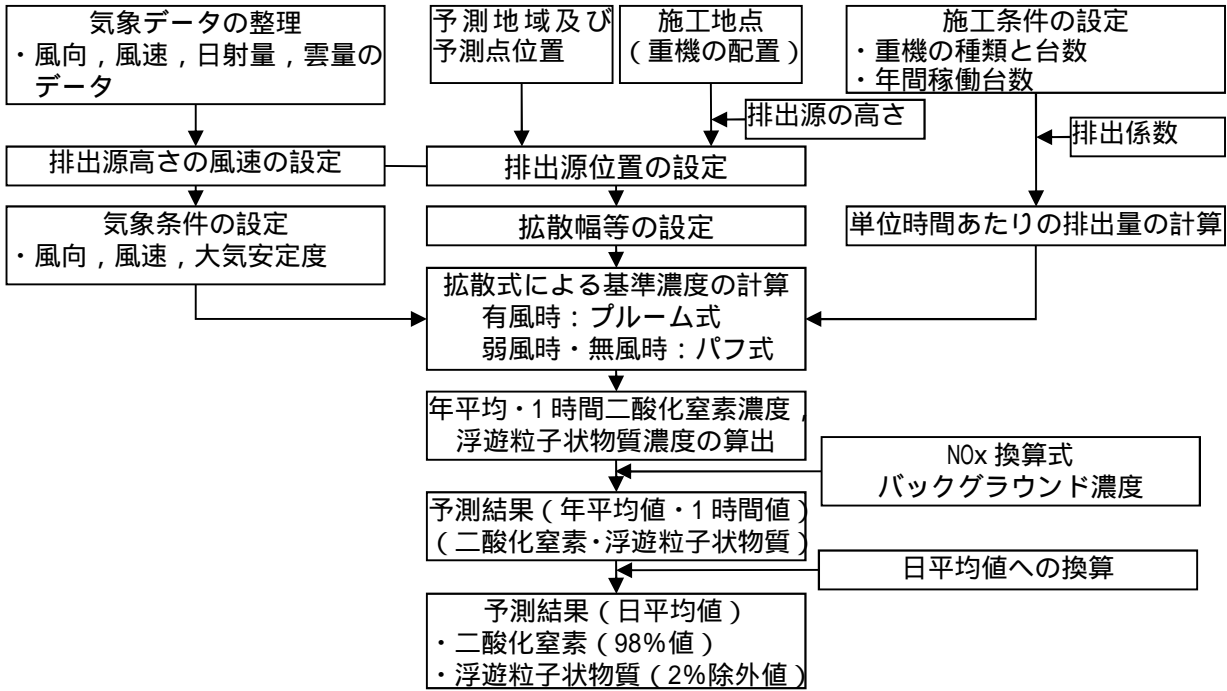 気象データの整理
・風向，風速，日射量，雲量の
データ
予測地域及び
予測点位置
施工地点
（重機の配置）
施工条件の設定
・重機の種類と台数
・年間稼働台数
排出源の高さ
排出係数
排出源高さの風速の設定
排出源位置の設定
気象条件の設定
・風向，風速，大気安定度
拡散幅等の設定
単位時間あたりの排出量の計算
拡散式による基準濃度の計算
有風時：プルーム式
弱風時・無風時：パフ式
年平均・1時間二酸化窒素濃度，
浮遊粒子状物質濃度の算出
NOx 換算式
バックグラウンド濃度
予測結果（年平均値・1時間値）
（二酸化窒素・浮遊粒子状物質）
日平均値への換算
予測結果（日平均値）
・二酸化窒素（98%値）
・浮遊粒子状物質（2%除外値）